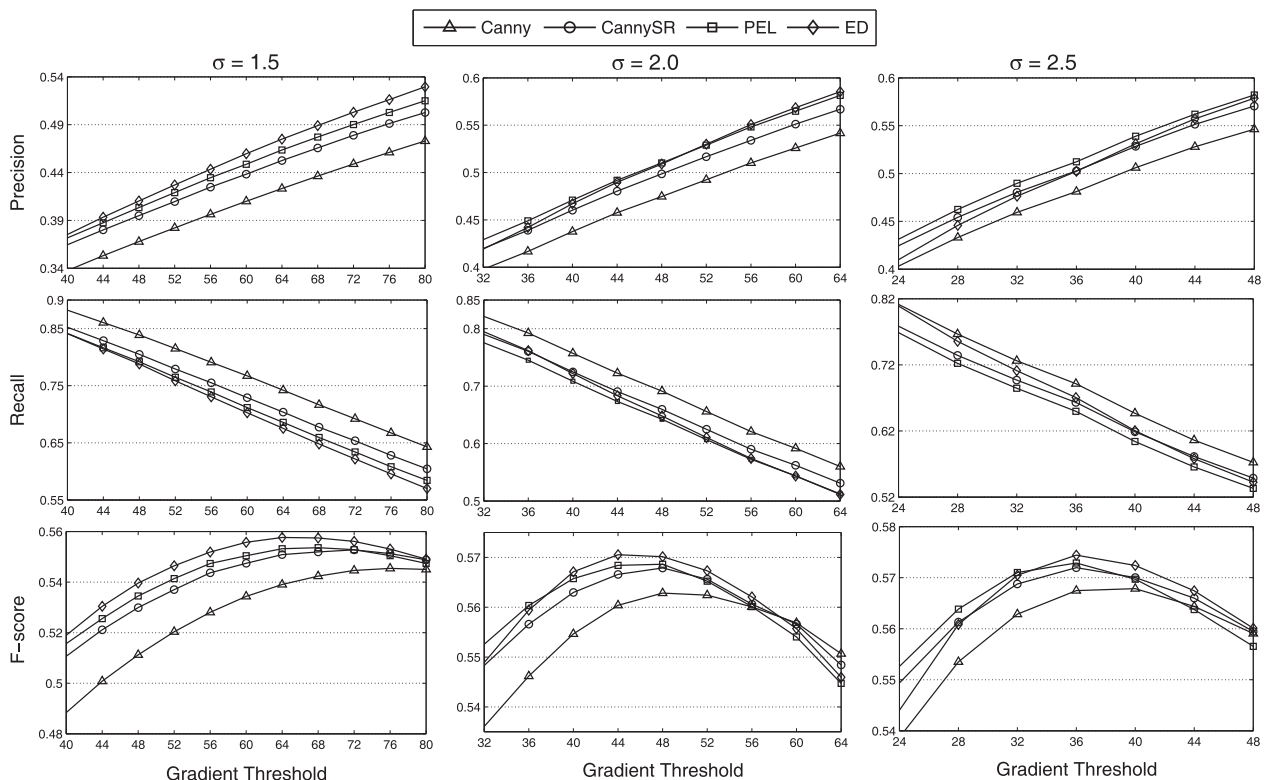 Canny CannySR PEL ED
σ = 1.5 σ = 2.0 σ = 2.5
Precision
0.54
0.49
0.44
0.39
0.34
40 44 48 52 56 60 64 68 72 76 80
0.6
0.55
0.5
0.45
0.4
32 36 40 44 48 52 56 60 64
0.6
0.55
0.5
0.45
0.4
24 28 32 36 40 44 48
Recall
0.9
0.85
0.75
0.65
0.55
40 44 48 52 56 60 64 68 72 76 80
0.85
0.8
0.7
0.6
0.5
32 36 40 44 48 52 56 60 64
0.82
0.72
0.62
0.52
24 28 32 36 40 44 48
F-score
0.56
0.54
0.52
0.5
0.48
40 44 48 52 56 60 64 68 72 76 80
Gradient Threshold
0.57
0.56
0.55
0.54
32 36 40 44 48 52 56 60 64
Gradient Threshold
0.58
0.57
0.56
0.55
0.54
24 28 32 36 40 44 48
Gradient Threshold